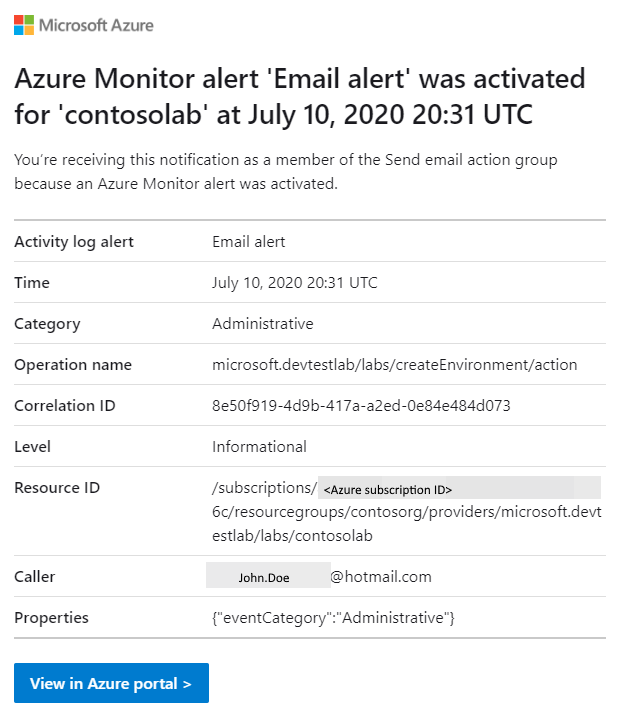 Microsoft Azure
Azure Monitor alert 'Email alert' was activated
for 'contosolab' at July 10, 2020 20:31 UTC
You're receiving this notification as a member of the Send email action group
because an Azure Monitor alert was activated.
Activity log alert Email alert
Time July 10, 2020 20:31 UTC
Category Administrative
Operation name microsoft.devtestlab/labs/createEnvironment/action
Correlation ID 8e50f919-4d9b-417a-a2ed-0e84e484d073
Level Informational
Resource ID /subscriptions/ <Azure subscription ID>
6c/resourcegroups/contosorg/providers/microsoft.devt
estlab/labs/contosolab
Caller John.Doe @hotmail.com
Properties {"eventCategory":"Administrative"}
View in Azure portal >